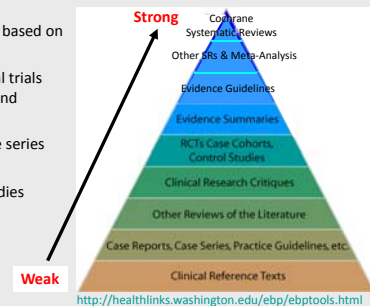 based on
l trials
nd
e series
dies
Strong
Cochrane
Systematic Reviews
Other SRs & Meta-Analysis
Evidence Guidelines
Evidence Summaries
RCTs Case Cohorts,
Control Studies
Clinical Research Critiques
Other Reviews of the Literature
Case Reports, Case Series, Practice Guidelines, etc.
Clinical Reference Texts
Weak
http://healthlinks.washington.edu/ebp/ebptools.html